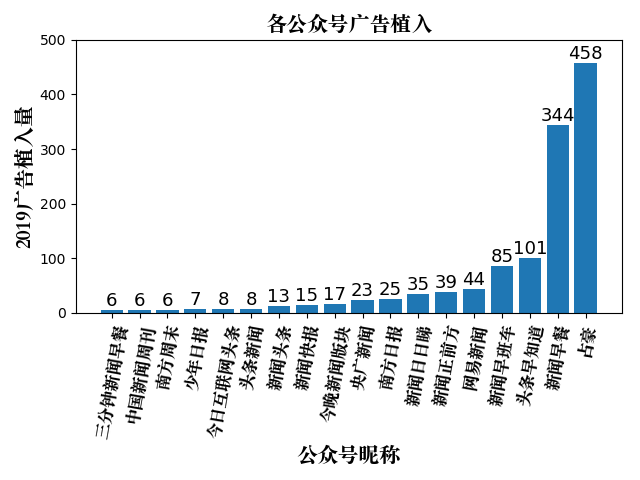 各公众号广告植入
2019广告植入量
500
400
300
200
100
0
6 6 6 7 8 8 13 15 17 23 25 35 39 44 85 101 344 458
三分钟新闻早餐
中国新闻周刊
南方周末
少年日报
今日互联网头条
头条新闻
新闻头条
新闻快报
今晚新闻版块
央广新闻
南方日报
新闻日日睇
新闻正前方
网易新闻
新闻早班车
头条早知道
新闻早餐
占豪
公众号昵称